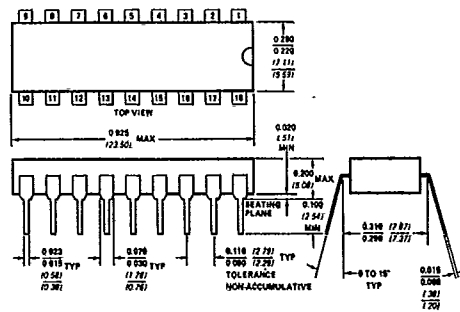 9 8 7 6 5 4 3 2 1
10 11 12 13 14 15 16 17 18
TOP VIEW
0.280
0.220
(7.11)
(5.59)
0.925
(23.50)
MAX
0.020
(.51)
MIN
0.200
(5.08)
MAX
SEATING
PLANE
0.100
(2.54)
MIN
0.023
0.015
(0.58)
(0.38)
TYP
0.070
0.030
(1.78)
(0.76)
TYP
0.110 (2.79)
0.090 (2.29)
TYP
TOLERANCE
NON-ACCUMULATIVE
0.310 (7.87)
0.290 (7.37)
0 TO 15°
TYP
0.015
0.008
(.38)
(.20)